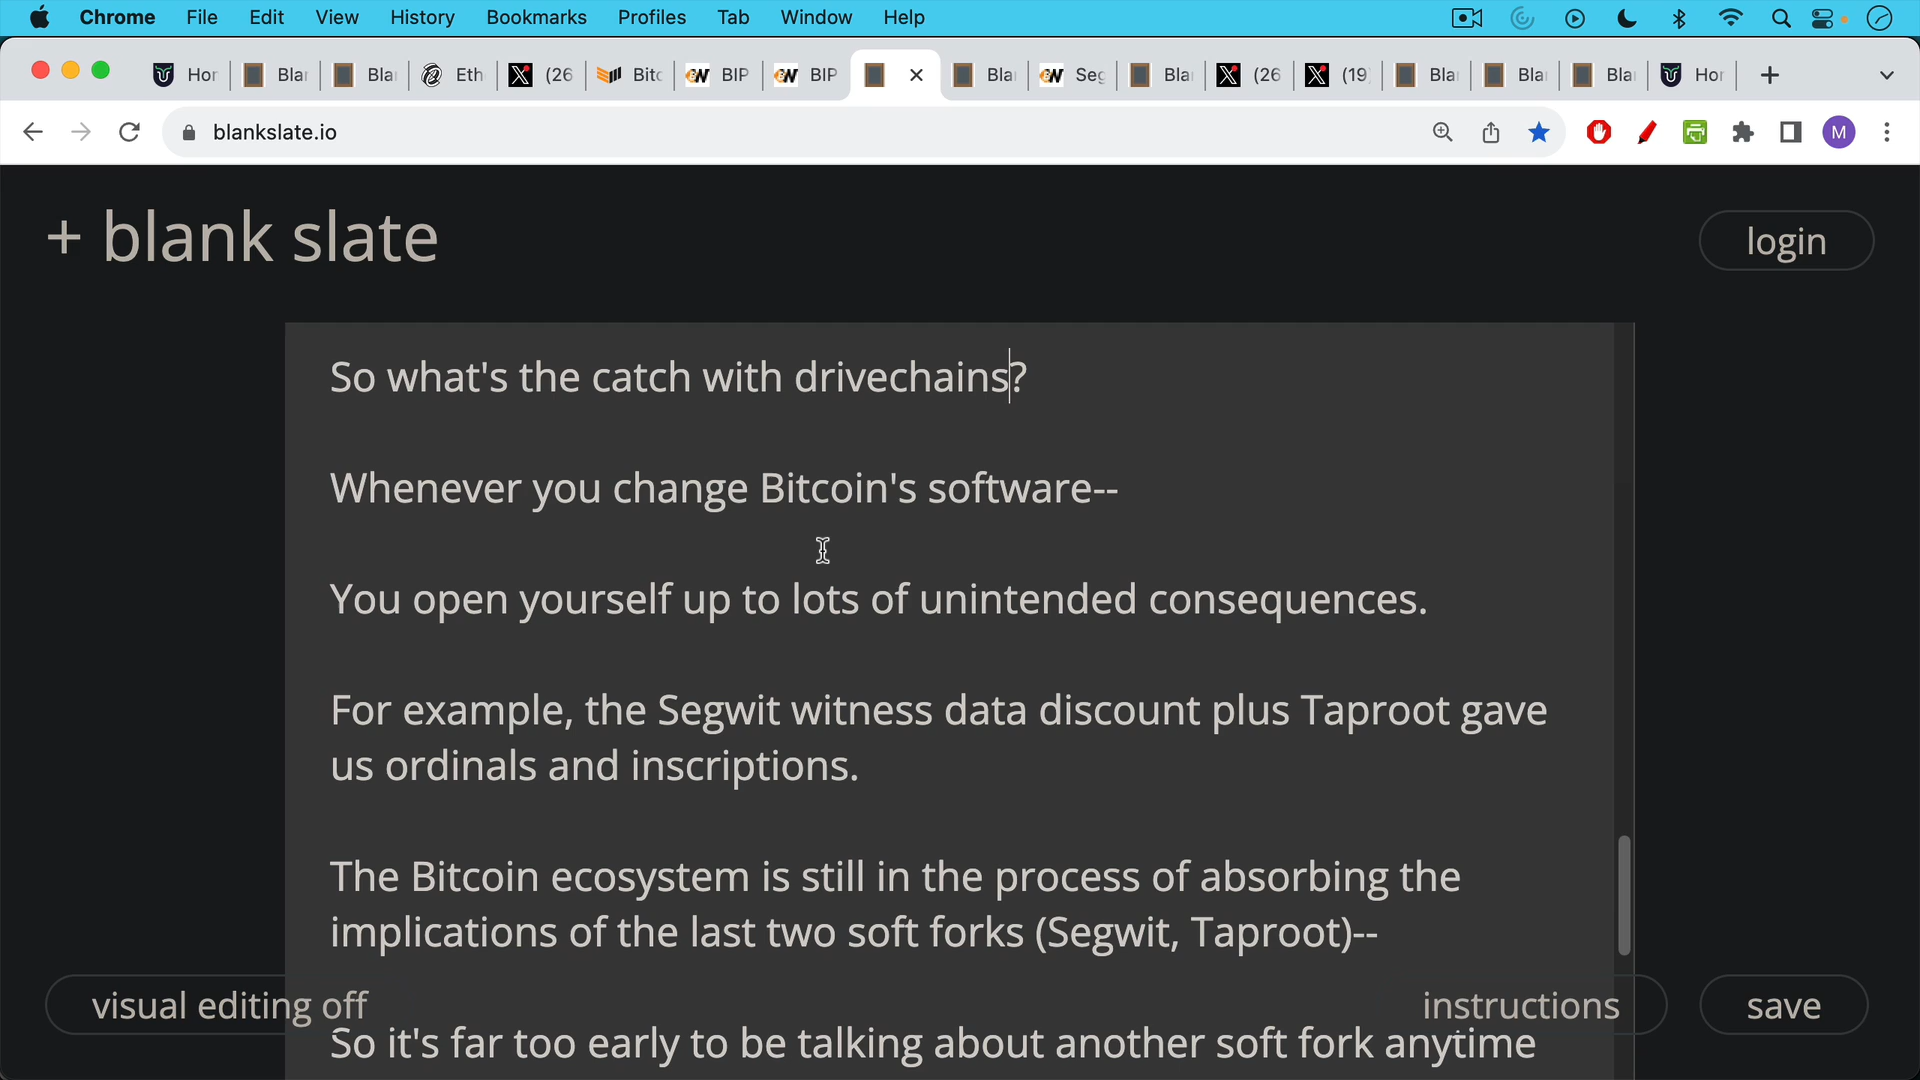 Chrome File Edit View History Bookmarks Profiles Tab Window Help
Hor Blar Bla Eth (26 Bitc BIP BIP Bla Seg Bla (26 (19 Bla Bla Bla Hor
blankslate.io M
+ blank slate
login
So what's the catch with drivechains?
Whenever you change Bitcoin's software--
You open yourself up to lots of unintended consequences.
For example, the Segwit witness data discount plus Taproot gave
us ordinals and inscriptions.
The Bitcoin ecosystem is still in the process of absorbing the
implications of the last two soft forks (Segwit, Taproot)--
visual editing off instructions save
So it's far too early to be talking about another soft fork anytime